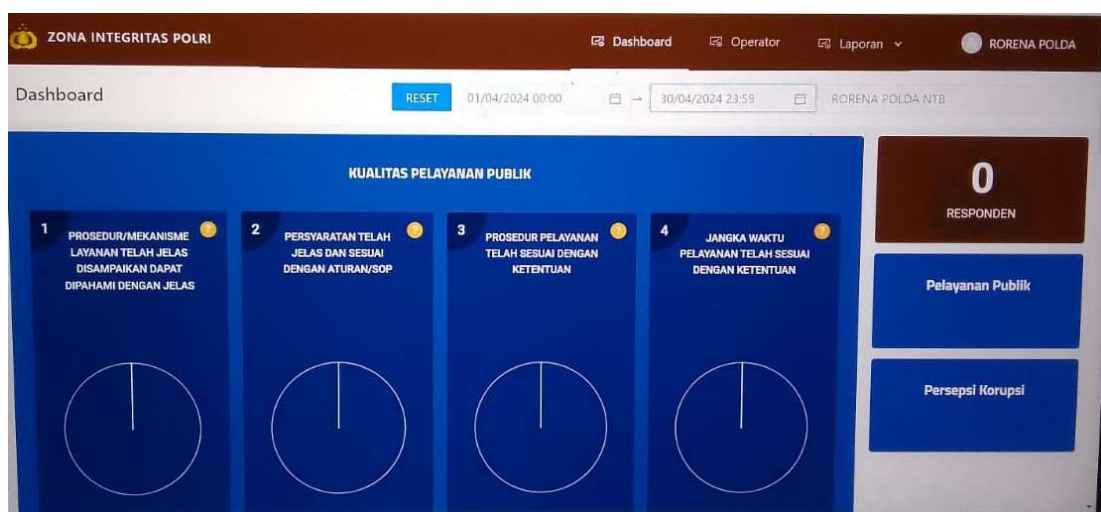 ZONA INTEGRITAS POLRI
Dashboard
Operator
Laporan
RORENA POLDA
Dashboard
RESET
01/04/2024 00:00
30/04/2024 23:59
RORENA POLDA NTB
KUALITAS PELAYANAN PUBLIK
1
PROSEDUR/MEKANISME
LAYANAN TELAH JELAS
DISAMPAIKAN DAPAT
DIPAHAMI DENGAN JELAS
?
2
PERSYARATAN TELAH
JELAS DAN SESUAI
DENGAN ATURAN/SOP
?
3
PROSEDUR PELAYANAN
TELAH SESUAI DENGAN
KETENTUAN
?
4
JANGKA WAKTU
PELAYANAN TELAH SESUAI
DENGAN KETENTUAN
?
0
RESPONDEN
Pelayanan Publik
Persepsi Korupsi